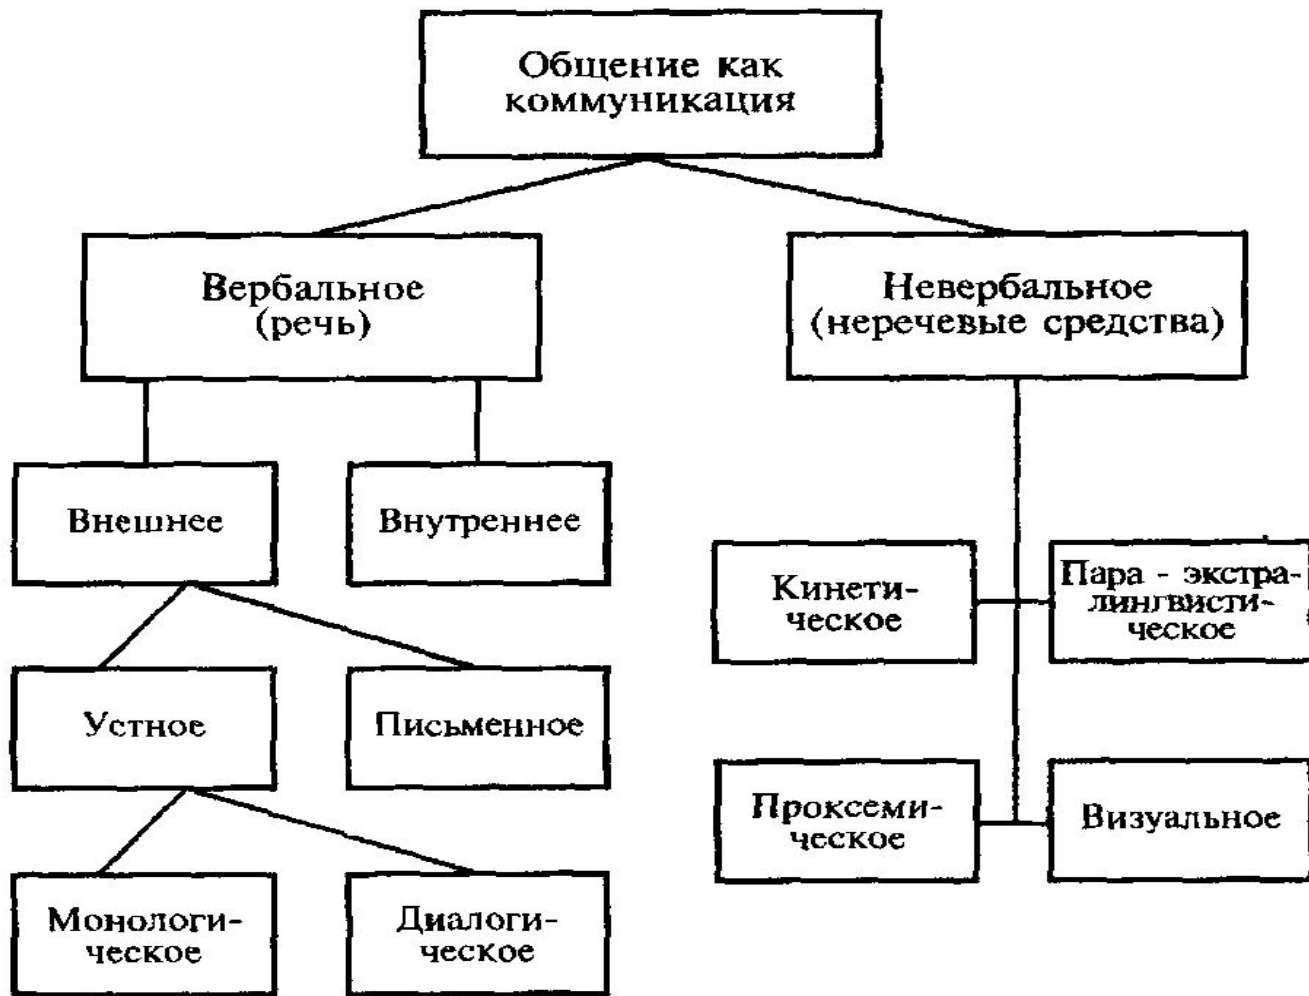 Общение как
коммуникация
Вербальное
(речь)
Невербальное
(неречевые средства)
Внешнее
Внутреннее
Кинети-
ческое
Пара - экстра-
лингвисти-
ческое
Устное
Письменное
Проксеми-
ческое
Визуальное
Монологи-
ческое
Диалоги-
ческое